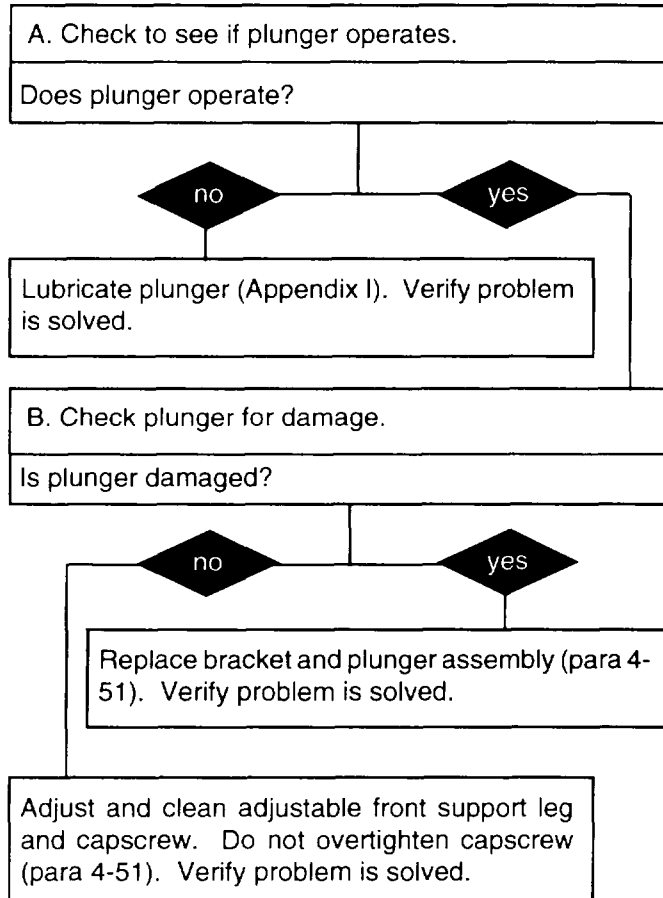 A. Check to see if plunger operates.
Does plunger operate?
no
yes
Lubricate plunger (Appendix I). Verify problem
is solved.
B. Check plunger for damage.
Is plunger damaged?
no
yes
Replace bracket and plunger assembly (para 4-
51). Verify problem is solved.
Adjust and clean adjustable front support leg
and capscrew. Do not overtighten capscrew
(para 4-51). Verify problem is solved.